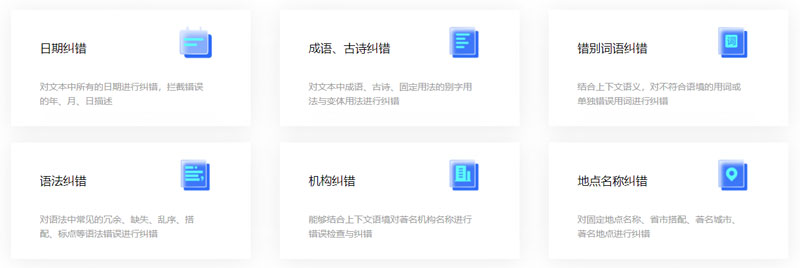 日期纠错
对文本中所有的日期进行纠错，拦截错误
的年、月、日描述
成语、古诗纠错
对文本中成语、古诗、固定用法的别字用
法与变体用法进行纠错
错别词语纠错
结合上下文语义，对不符合语境的用词或
单独错误用词进行纠错
词
语法纠错
对语法中常见的冗余、缺失、乱序、搭
配、标点等语法错误进行纠错
机构纠错
能够结合上下文语境对著名机构名称进行
错误检查与纠错
地点名称纠错
对固定地点名称、省市搭配、著名城市、
著名地点进行纠错